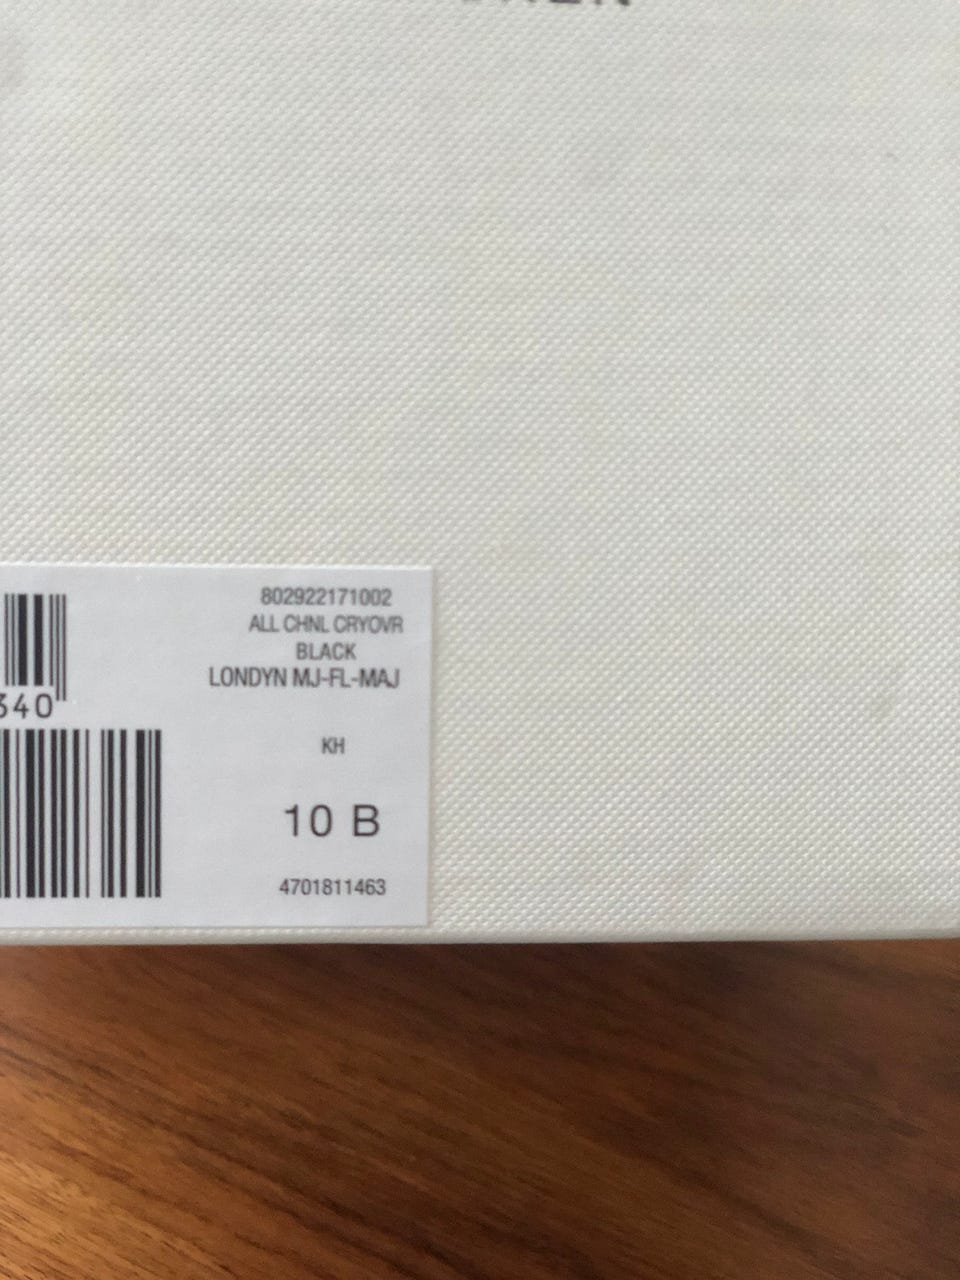 802922171002
ALL CHNL CRYOVR
BLACK
LONDYN MJ-FL-MAJ
340
KH
10 B
4701811463